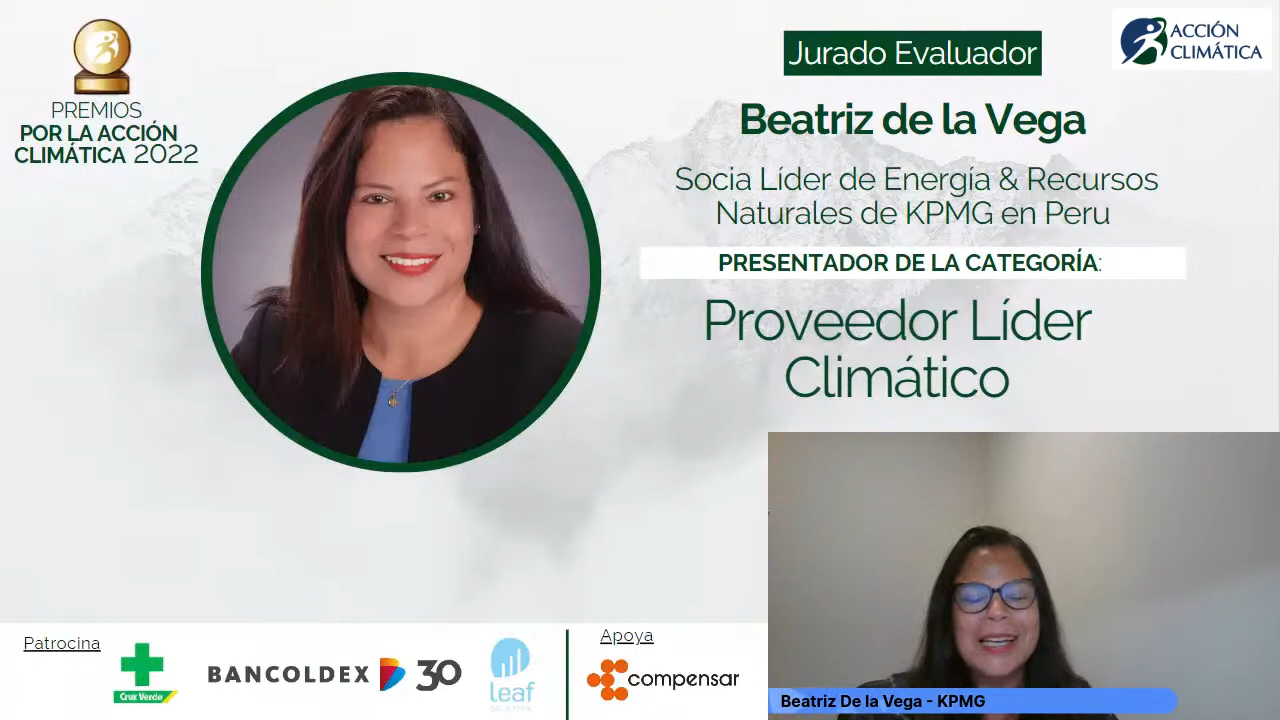 PREMIOS
POR LA ACCIÓN
CLIMÁTICA 2022
Jurado Evaluador
ACCIÓN
CLIMÁTICA
Beatriz de la Vega
Socia Líder de Energía & Recursos
Naturales de KPMG en Peru
PRESENTADOR DE LA CATEGORÍA:
Proveedor Líder
Climático
Patrocina
Cruz Verde
BANCOLDEX 30
leaf
Apoya
compensar
Beatriz De la Vega - KPMG